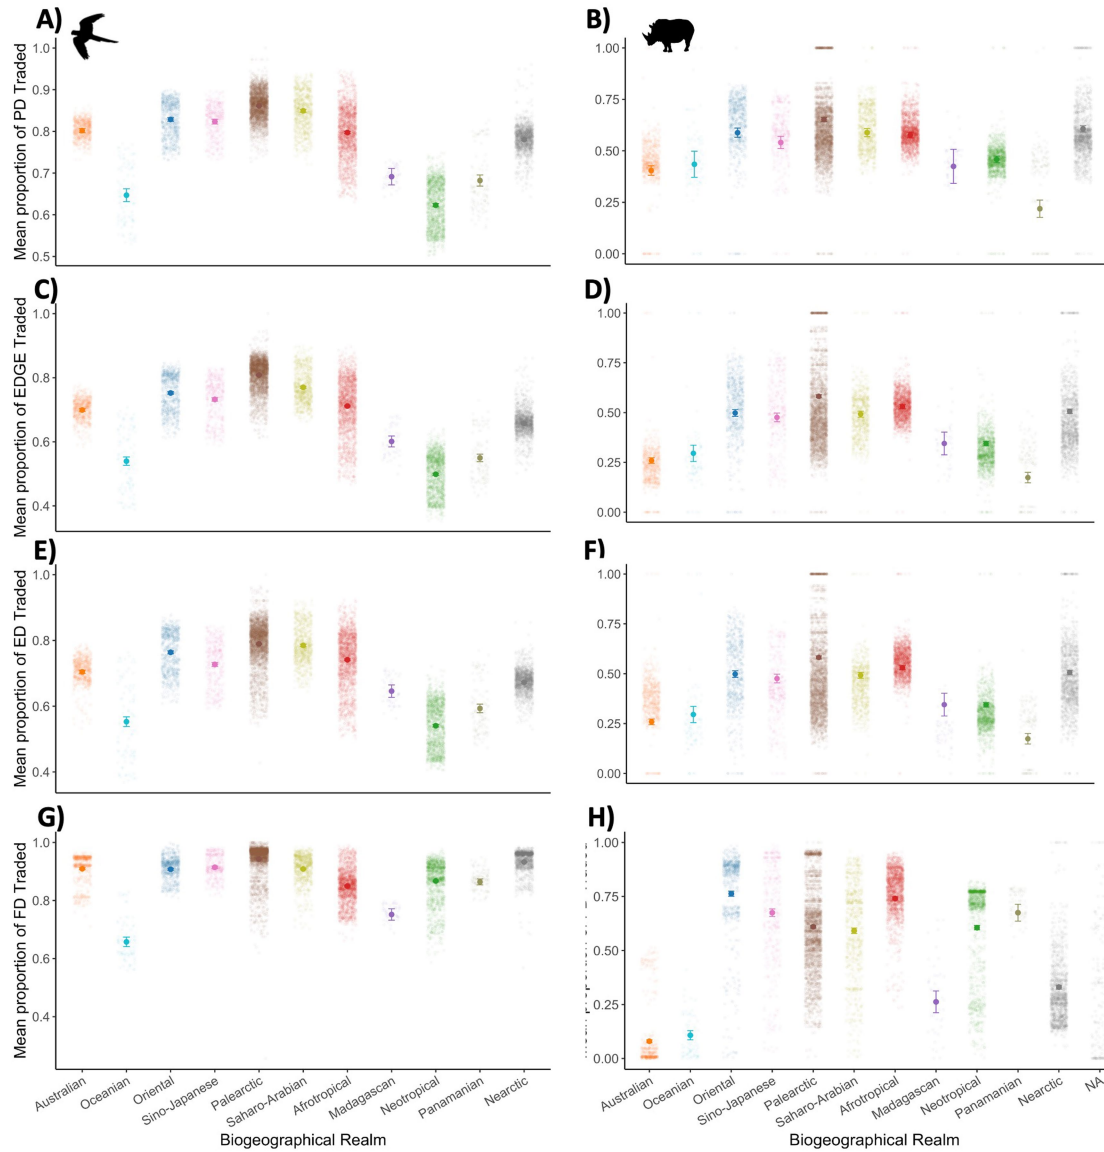 A)
Mean proportion of PD Traded
1.0
0.9
0.8
0.7
0.6
0.5
B)
1.00
0.75
0.50
0.25
0.00
C)
Mean proportion of EDGE Traded
1.0
0.8
0.6
0.4
D)
1.00
0.75
0.50
0.25
0.00
E)
Mean proportion of ED Traded
1.0
0.8
0.6
0.4
F)
1.00
0.75
0.50
0.25
0.00
G)
Mean proportion of FD Traded
1.0
0.8
0.6
0.4
Australian
Oceanian
Oriental
Sino-Japanese
Palearctic
Saharo-Arabian
Afrotropical
Madagascan
Neotropical
Panamanian
Nearctic
Biogeographical Realm
H)
1.00
0.75
0.50
0.25
0.00
Australian
Oceanian
Oriental
Sino-Japanese
Palearctic
Saharo-Arabian
Afrotropical
Madagascan
Neotropical
Panamanian
Nearctic
NA
Biogeographical Realm